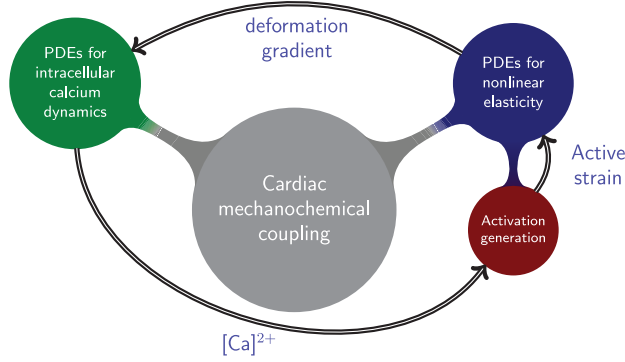 deformation
gradient
PDEs for
intracellular
calcium
dynamics
PDEs for
nonlinear
elasticity
Active
strain
Cardiac
mechanochemical
coupling
Activation
generation
[Ca]²⁺